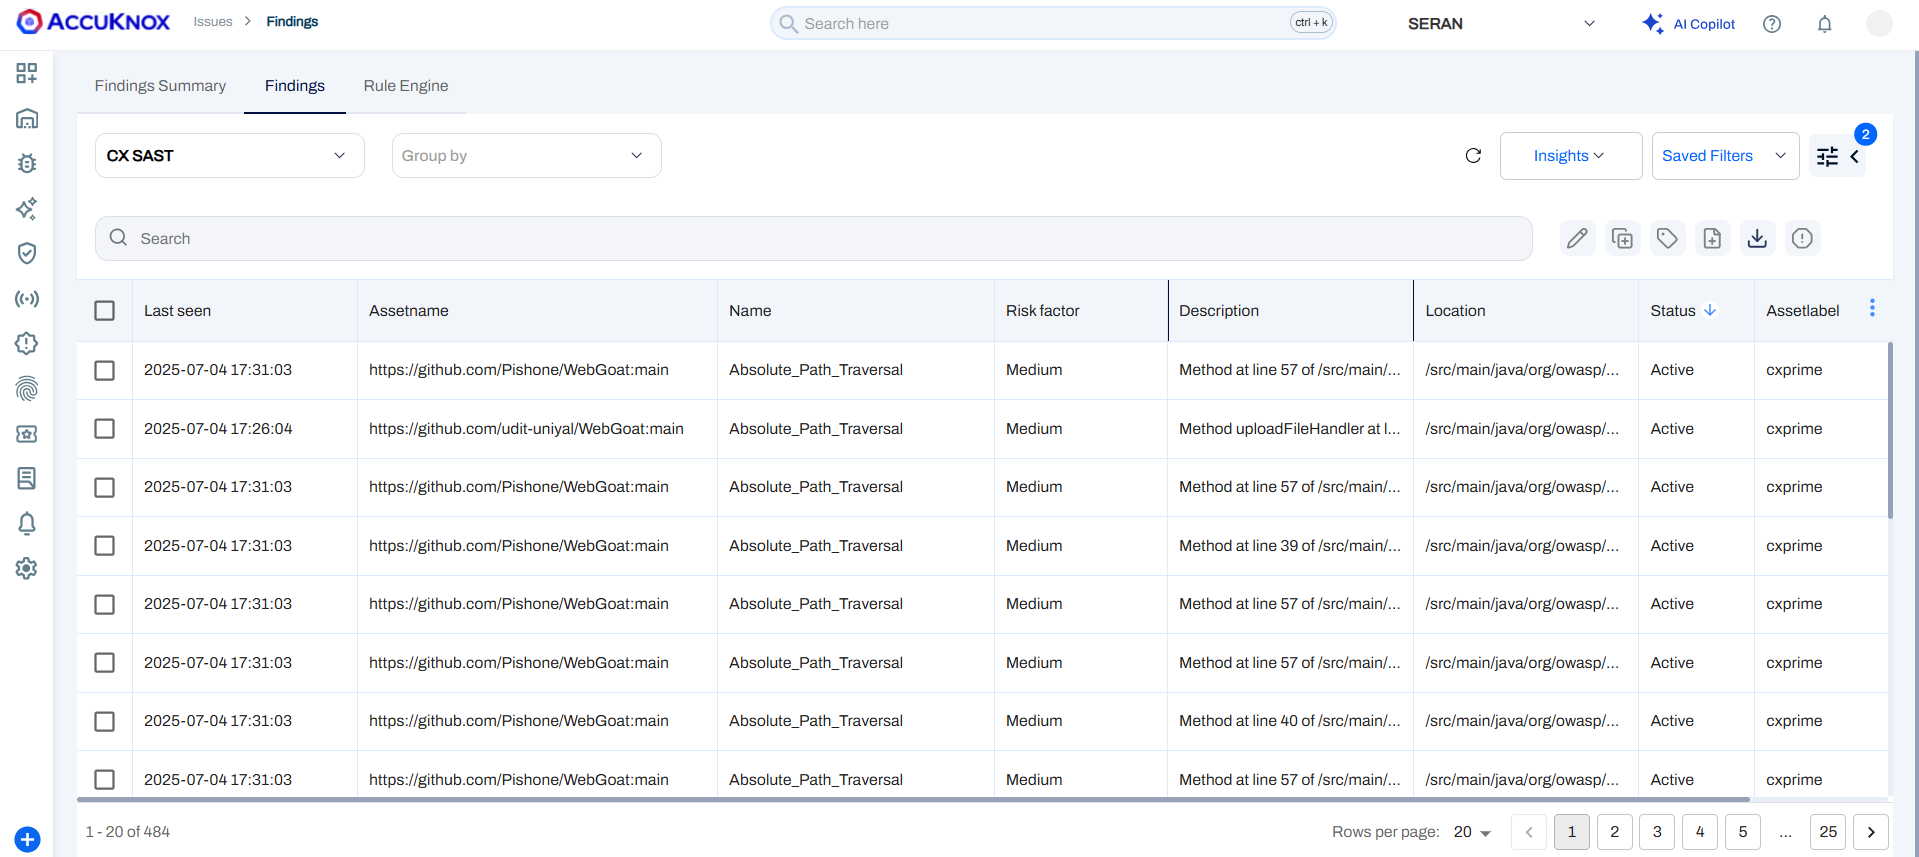 ACCUKNOX Issues Findings Search here ctrl + k SERAN AI Copilot
Findings Summary Findings Rule Engine
CX SAST Group by Insights Saved Filters 2
Search
Last seen Assetname Name Risk factor Description Location Status Assetlabel
2025-07-04 17:31:03 https://github.com/Pishone/WebGoat:main Absolute_Path_Traversal Medium Method at line 57 of /src/main/... /src/main/java/org/owasp/... Active cxprime
2025-07-04 17:26:04 https://github.com/udit-uniyal/WebGoat:main Absolute_Path_Traversal Medium Method uploadFileHandler at l... /src/main/java/org/owasp/... Active cxprime
2025-07-04 17:31:03 https://github.com/Pishone/WebGoat:main Absolute_Path_Traversal Medium Method at line 57 of /src/main/... /src/main/java/org/owasp/... Active cxprime
2025-07-04 17:31:03 https://github.com/Pishone/WebGoat:main Absolute_Path_Traversal Medium Method at line 39 of /src/main/... /src/main/java/org/owasp/... Active cxprime
2025-07-04 17:31:03 https://github.com/Pishone/WebGoat:main Absolute_Path_Traversal Medium Method at line 57 of /src/main/... /src/main/java/org/owasp/... Active cxprime
2025-07-04 17:31:03 https://github.com/Pishone/WebGoat:main Absolute_Path_Traversal Medium Method at line 57 of /src/main/... /src/main/java/org/owasp/... Active cxprime
2025-07-04 17:31:03 https://github.com/Pishone/WebGoat:main Absolute_Path_Traversal Medium Method at line 40 of /src/main/... /src/main/java/org/owasp/... Active cxprime
2025-07-04 17:31:03 https://github.com/Pishone/WebGoat:main Absolute_Path_Traversal Medium Method at line 57 of /src/main/... /src/main/java/org/owasp/... Active cxprime
1 - 20 of 484 Rows per page: 20 1 2 3 4 5 ... 25